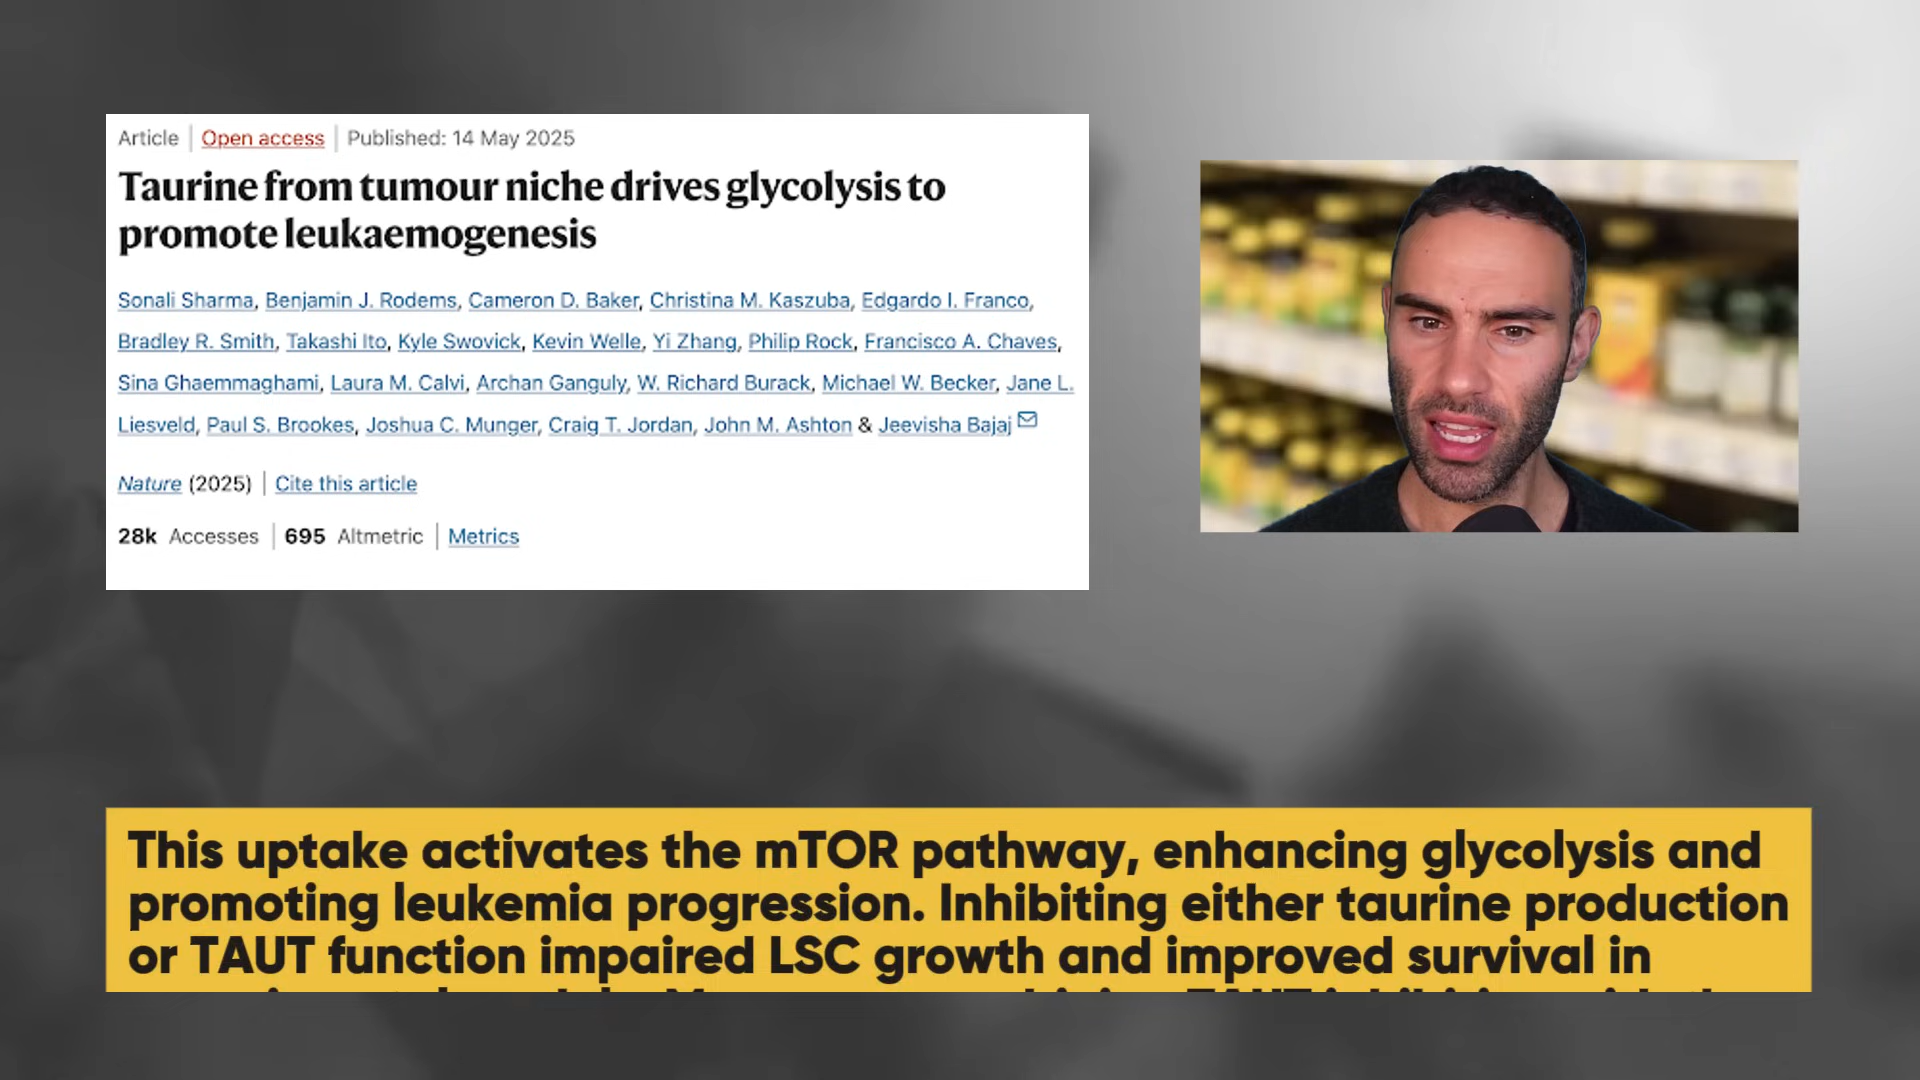 Article | Open access | Published: 14 May 2025
Taurine from tumour niche drives glycolysis to
promote leukaemogenesis
Sonali Sharma, Benjamin J. Rodems, Cameron D. Baker, Christina M. Kaszuba, Edgardo I. Franco,
Bradley R. Smith, Takashi Ito, Kyle Swovick, Kevin Welle, Yi Zhang, Philip Rock, Francisco A. Chaves,
Sina Ghaemmaghami, Laura M. Calvi, Archan Ganguly, W. Richard Burack, Michael W. Becker, Jane L.
Liesveld, Paul S. Brookes, Joshua C. Munger, Craig T. Jordan, John M. Ashton & Jeevisha Bajaj
Nature (2025) | Cite this article
28k Accesses | 695 Altmetric | Metrics
This uptake activates the mTOR pathway, enhancing glycolysis and
promoting leukemia progression. Inhibiting either taurine production
or TAUT function impaired LSC growth and improved survival in